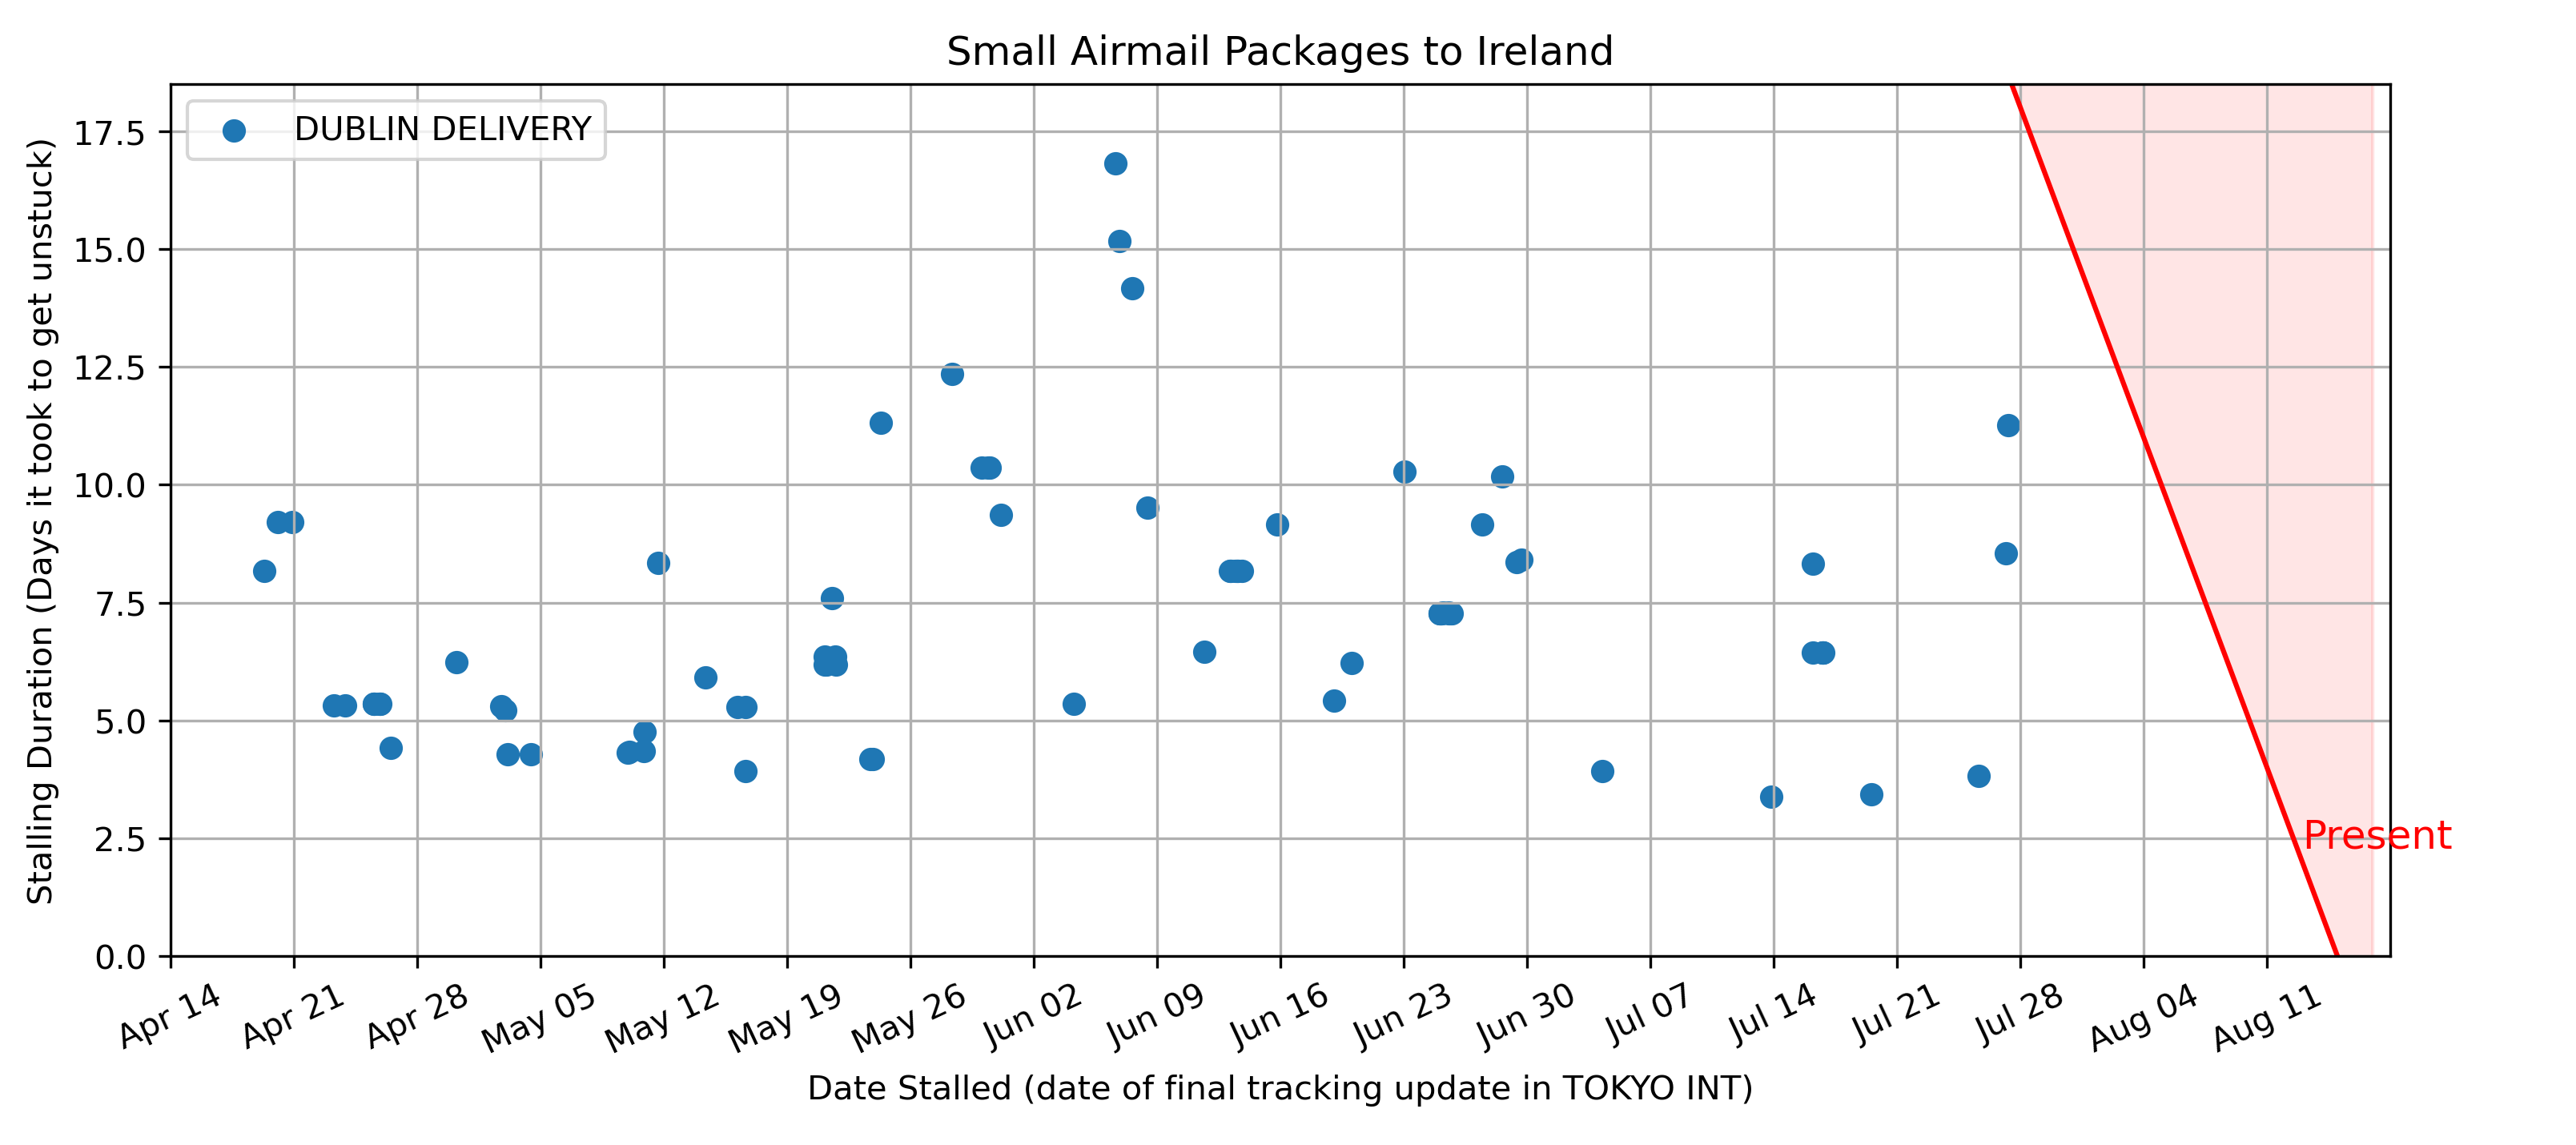 Small Airmail Packages to Ireland
DUBLIN DELIVERY
Stalling Duration (Days it took to get unstuck)
17.5
15.0
12.5
10.0
7.5
5.0
2.5
0.0
Present
Apr 14
Apr 21
Apr 28
May 05
May 12
May 19
May 26
Jun 02
Jun 09
Jun 16
Jun 23
Jun 30
Jul 07
Jul 14
Jul 21
Jul 28
Aug 04
Aug 11
Date Stalled (date of final tracking update in TOKYO INT)